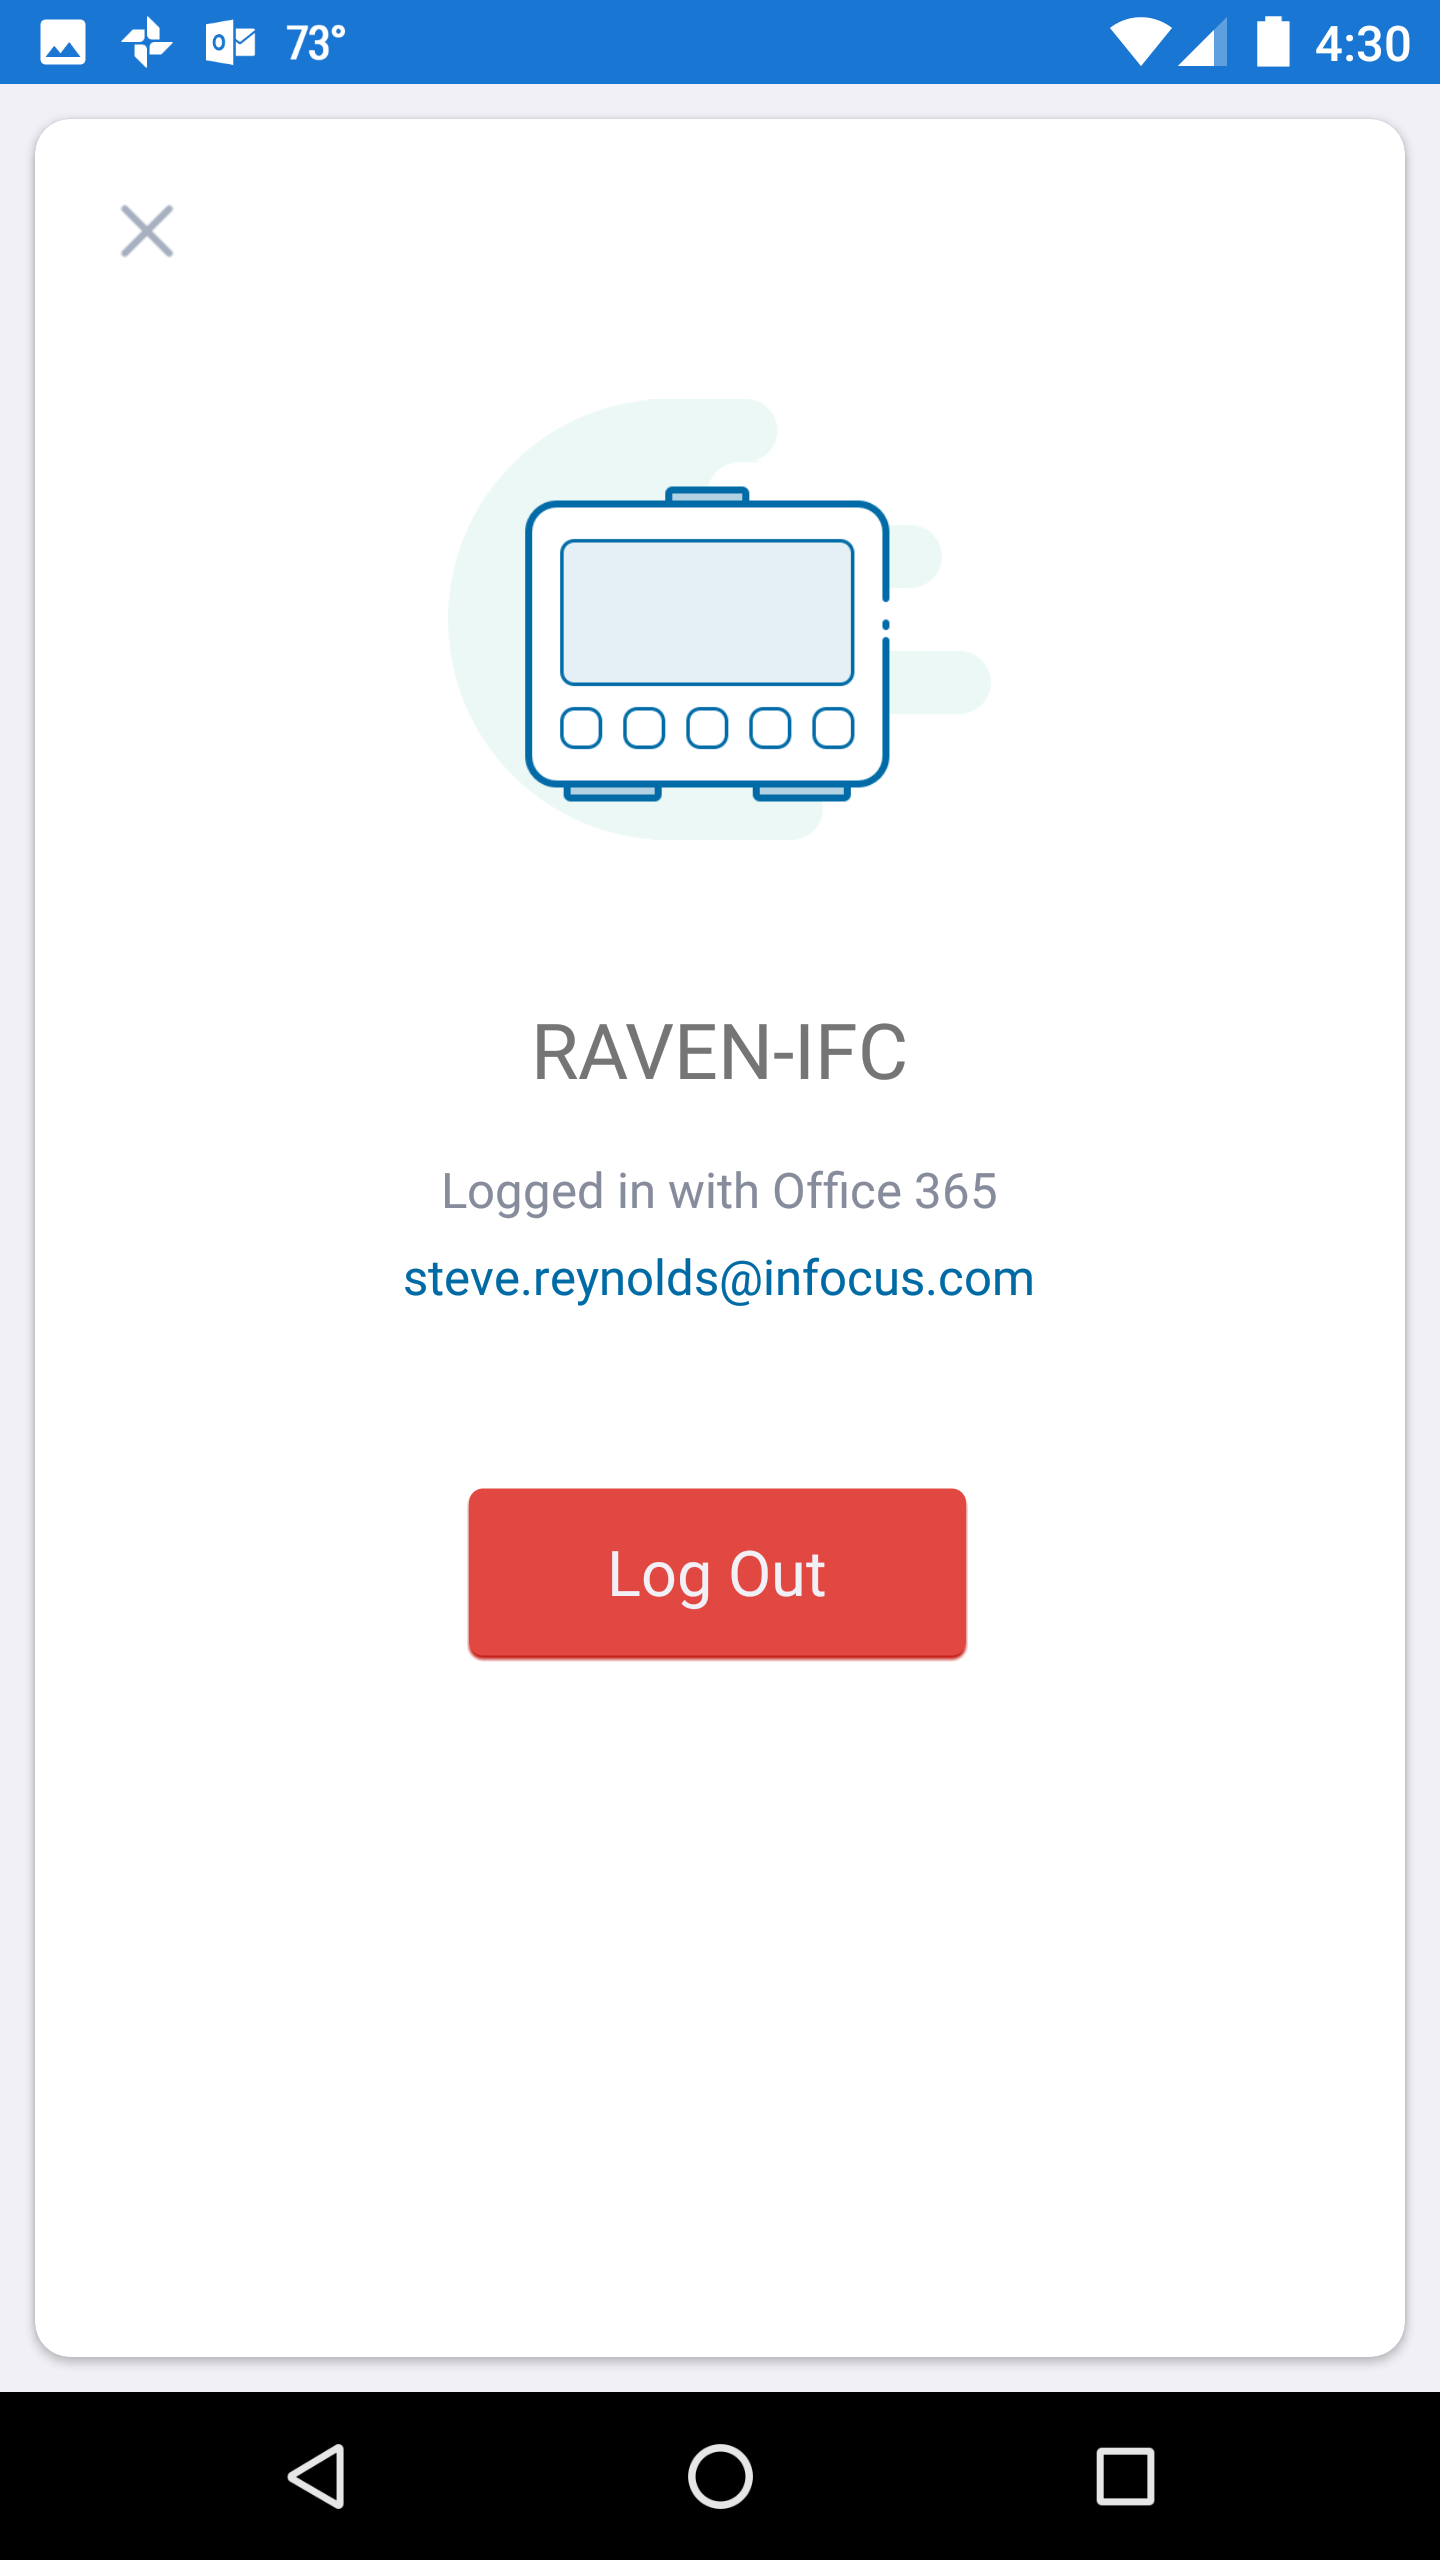 73° 4:30
RAVEN-IFC
Logged in with Office 365
steve.reynolds@infocus.com
Log Out